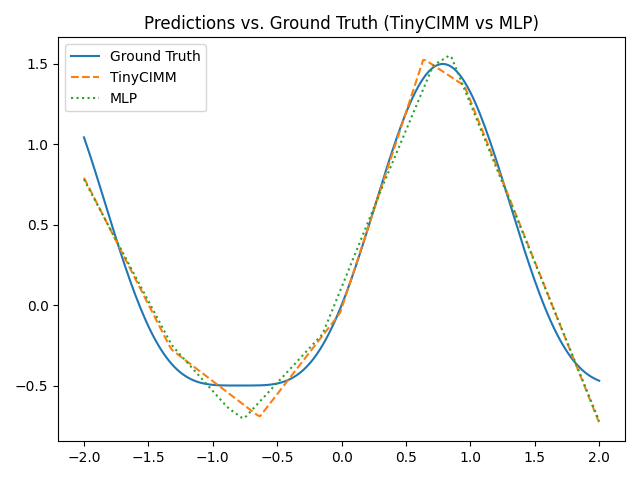 Predictions vs. Ground Truth (TinyCIMM vs MLP)
Ground Truth
TinyCIMM
MLP
1.5
1.0
0.5
0.0
−0.5
−2.0 −1.5 −1.0 −0.5 0.0 0.5 1.0 1.5 2.0